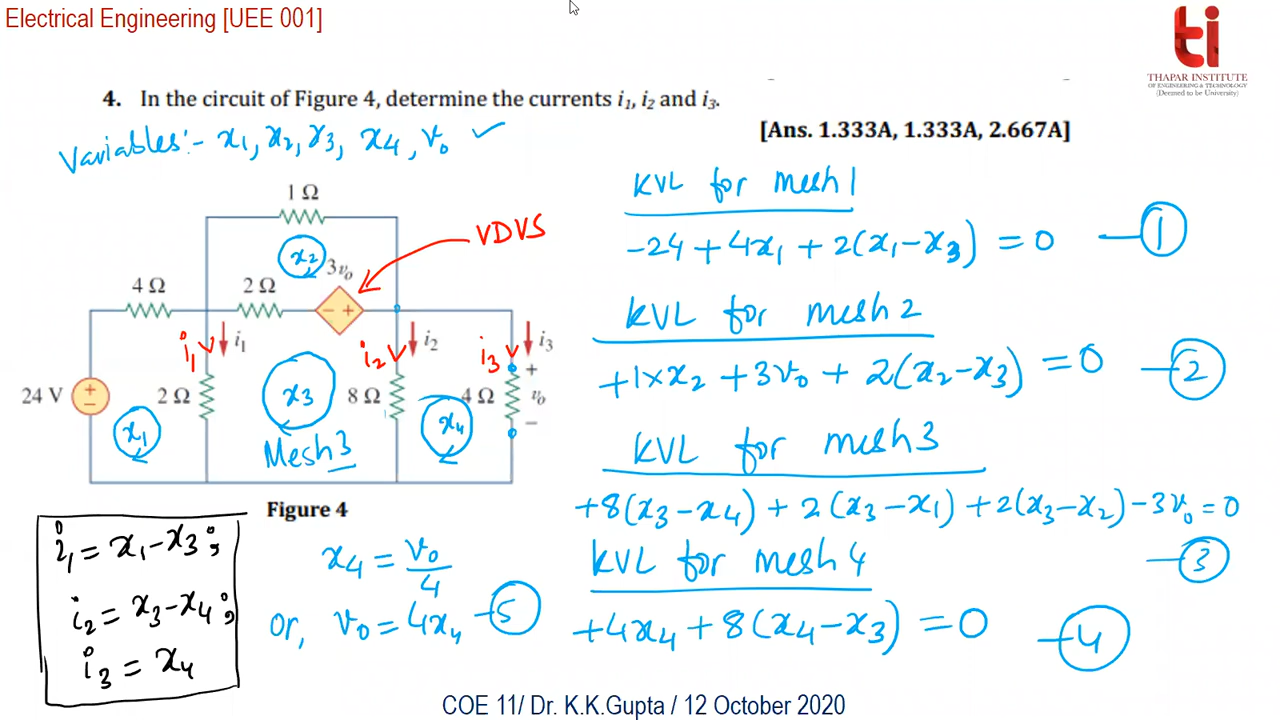 Electrical Engineering [UEE 001]
ti
THAPAR INSTITUTE
OF ENGINEERING & TECHNOLOGY
(Deemed to be University)
4. In the circuit of Figure 4, determine the currents i₁, i₂ and i₃.
[Ans. 1.333A, 1.333A, 2.667A]
Variables:- x₁, x₂, x₃, x₄, v₀ ✓
1 Ω
x₂
3v₀
VDVS
4 Ω
2 Ω
- +
i₁ i₁
i₂ i₂
i₃ i₃
24 V
+
-
2 Ω
x₃
8 Ω
4 Ω
+
v₀
-
x₁
x₄
Mesh 3
Figure 4
i₁ = x₁ - x₃;
i₂ = x₃ - x₄;
i₃ = x₄
x₄ = v₀/4
or, v₀ = 4x₄ -5
KVL for mesh 1
-24 + 4x₁ + 2(x₁ - x₃) = 0 -1
KVL for mesh 2
+1×x₂ + 3v₀ + 2(x₂ - x₃) = 0 -2
KVL for mesh 3
+8(x₃ - x₄) + 2(x₃ - x₁) + 2(x₃ - x₂) - 3v₀ = 0
-3
KVL for mesh 4
+4x₄ + 8(x₄ - x₃) = 0 -4
COE 11/ Dr. K.K.Gupta / 12 October 2020